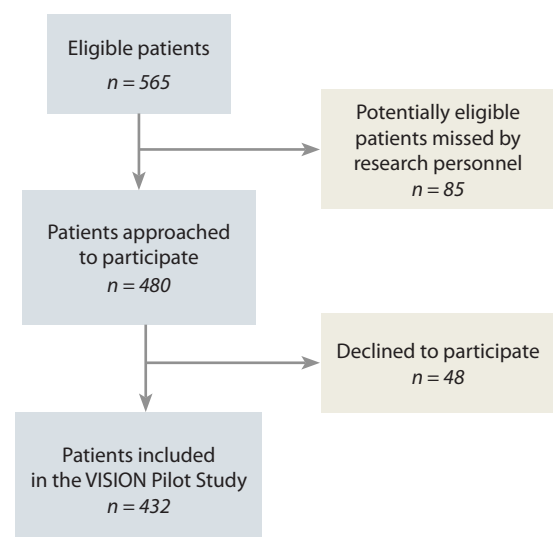 Eligible patients
n = 565
Potentially eligible
patients missed by
research personnel
n = 85
Patients approached
to participate
n = 480
Declined to participate
n = 48
Patients included
in the VISION Pilot Study
n = 432